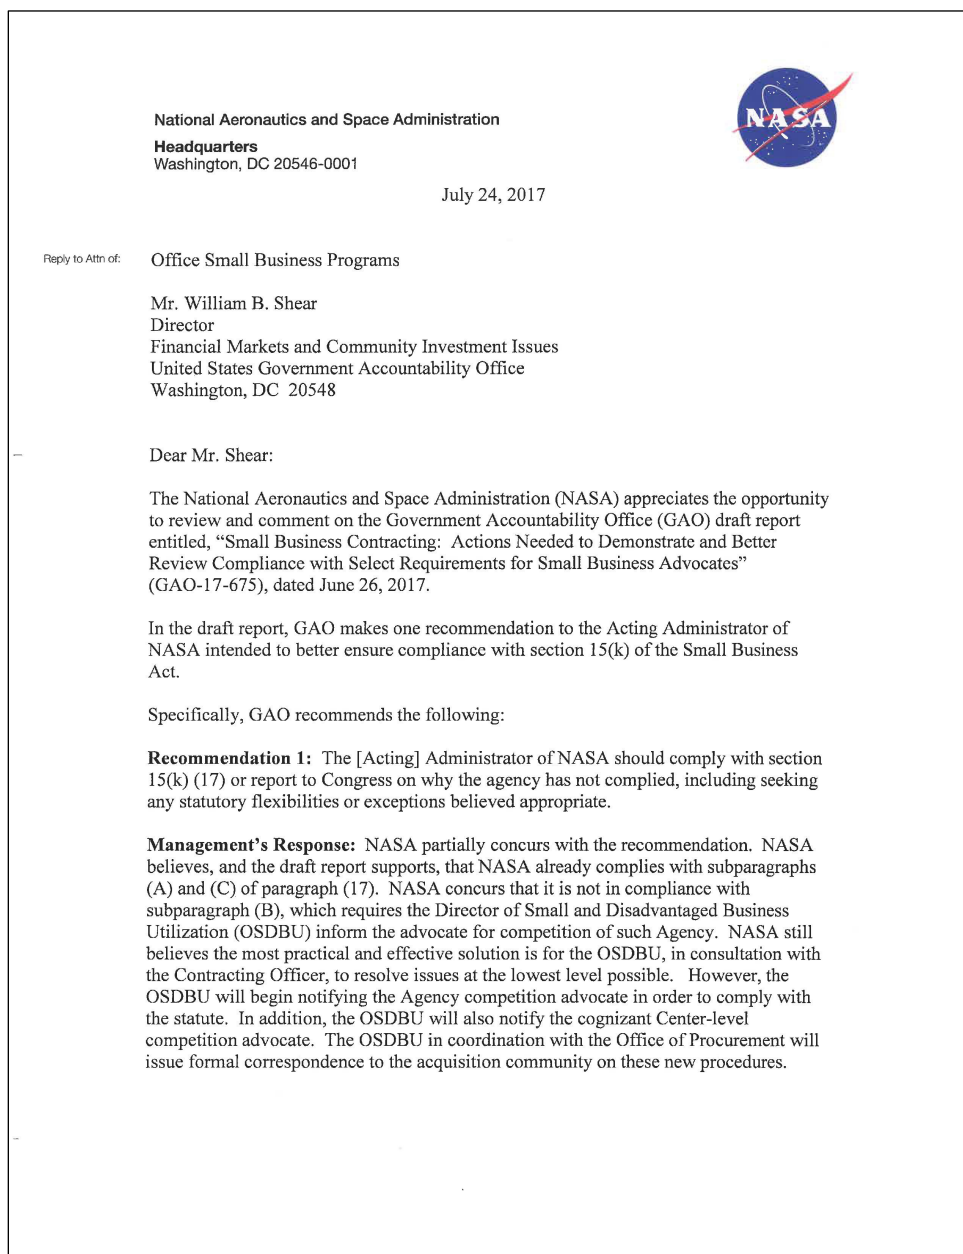 NASA
National Aeronautics and Space Administration
Headquarters
Washington, DC 20546-0001
July 24, 2017
Reply to Attn of: Office Small Business Programs
Mr. William B. Shear
Director
Financial Markets and Community Investment Issues
United States Government Accountability Office
Washington, DC  20548
Dear Mr. Shear:
The National Aeronautics and Space Administration (NASA) appreciates the opportunity
to review and comment on the Government Accountability Office (GAO) draft report
entitled, “Small Business Contracting:  Actions Needed to Demonstrate and Better
Review Compliance with Select Requirements for Small Business Advocates”
(GAO-17-675), dated June 26, 2017.
In the draft report, GAO makes one recommendation to the Acting Administrator of
NASA intended to better ensure compliance with section 15(k) of the Small Business
Act.
Specifically, GAO recommends the following:
Recommendation 1:  The [Acting] Administrator of NASA should comply with section
15(k) (17) or report to Congress on why the agency has not complied, including seeking
any statutory flexibilities or exceptions believed appropriate.
Management’s Response:  NASA partially concurs with the recommendation.  NASA
believes, and the draft report supports, that NASA already complies with subparagraphs
(A) and (C) of paragraph (17).  NASA concurs that it is not in compliance with
subparagraph (B), which requires the Director of Small and Disadvantaged Business
Utilization (OSDBU) inform the advocate for competition of such Agency.  NASA still
believes the most practical and effective solution is for the OSDBU, in consultation with
the Contracting Officer, to resolve issues at the lowest level possible.   However, the
OSDBU will begin notifying the Agency competition advocate in order to comply with
the statute.  In addition, the OSDBU will also notify the cognizant Center-level
competition advocate.  The OSDBU in coordination with the Office of Procurement will
issue formal correspondence to the acquisition community on these new procedures.